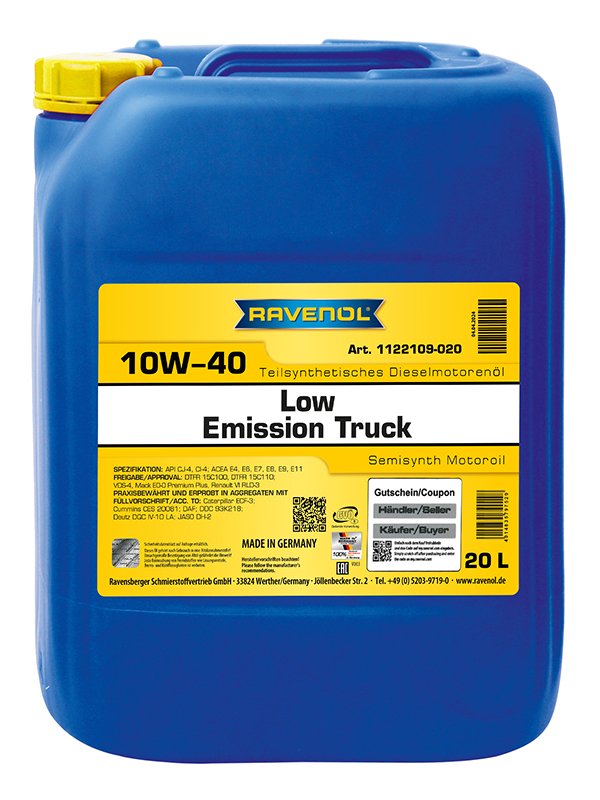 RAVENOL®
04.04.2024
10W-40
Art. 1122109-020
Teilsynthetisches Dieselmotorenöl
Low
Emission Truck
Semisynth Motoroil
SPEZIFIKATION: API CJ-4, CI-4; ACEA E4, E6, E7, E8, E9, E11
FREIGABE/APPROVAL: DTFR 15C100, DTFR 15C110;
VDS-4, Mack EO-O Premium Plus, Renault VI RLD-3
PRAXISBEWÄHRT UND ERPROBT IN AGGREGATEN MIT
FÜLLVORSCHRIFT/ACC. TO: Caterpillar ECF-3;
Cummins CES 20081; DAF; DDC 93K218;
Deutz DQC IV-10 LA; JASO DH-2
Gutschein/Coupon
Händler/Seller
Käufer/Buyer
MADE IN GERMANY
Herstellervorschriften beachten!
Please follow the manufacturer's
recommendations.
100%
EAC
20 L
Ravensberger Schmierstoffvertrieb GmbH · 33824 Werther/Germany · Jöllenbecker Str. 2 · Tel. +49 (0) 5203-9719-0 · www.ravenol.de